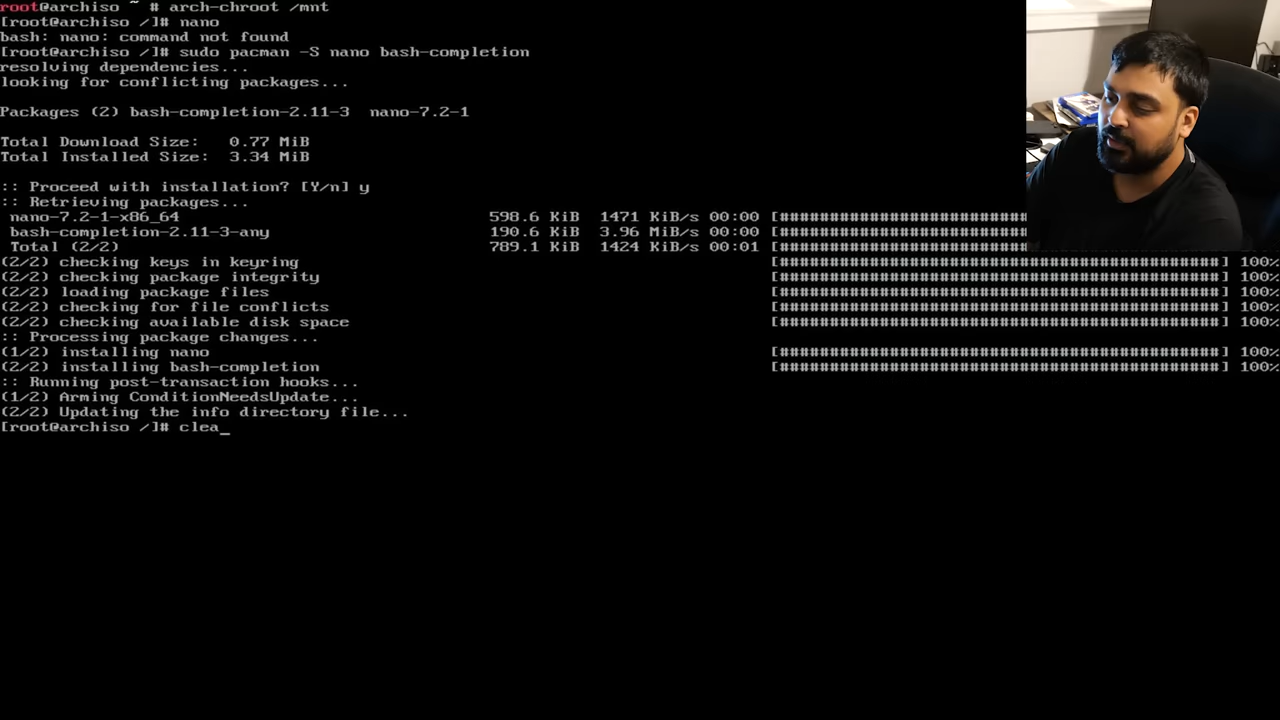 root@archiso ~ # arch-chroot /mnt
[root@archiso /]# nano
bash: nano: command not found
[root@archiso /]# sudo pacman -S nano bash-completion
resolving dependencies...
looking for conflicting packages...
Packages (2) bash-completion-2.11-3  nano-7.2-1
Total Download Size:   0.77 MiB
Total Installed Size:  3.34 MiB
:: Proceed with installation? [Y/n] y
:: Retrieving packages...
nano-7.2-1-x86_64 598.6 KiB 1471 KiB/s 00:00 [##########################
bash-completion-2.11-3-any 190.6 KiB 3.96 MiB/s 00:00 [##########################
Total (2/2) 789.1 KiB 1424 KiB/s 00:01 [##########################
(2/2) checking keys in keyring [#############################################] 100%
(2/2) checking package integrity [#############################################] 100%
(2/2) loading package files [#############################################] 100%
(2/2) checking for file conflicts [#############################################] 100%
(2/2) checking available disk space [#############################################] 100%
:: Processing package changes...
(1/2) installing nano [#############################################] 100%
(2/2) installing bash-completion [#############################################] 100%
:: Running post-transaction hooks...
(1/2) Arming ConditionNeedsUpdate...
(2/2) Updating the info directory file...
[root@archiso /]# clea_